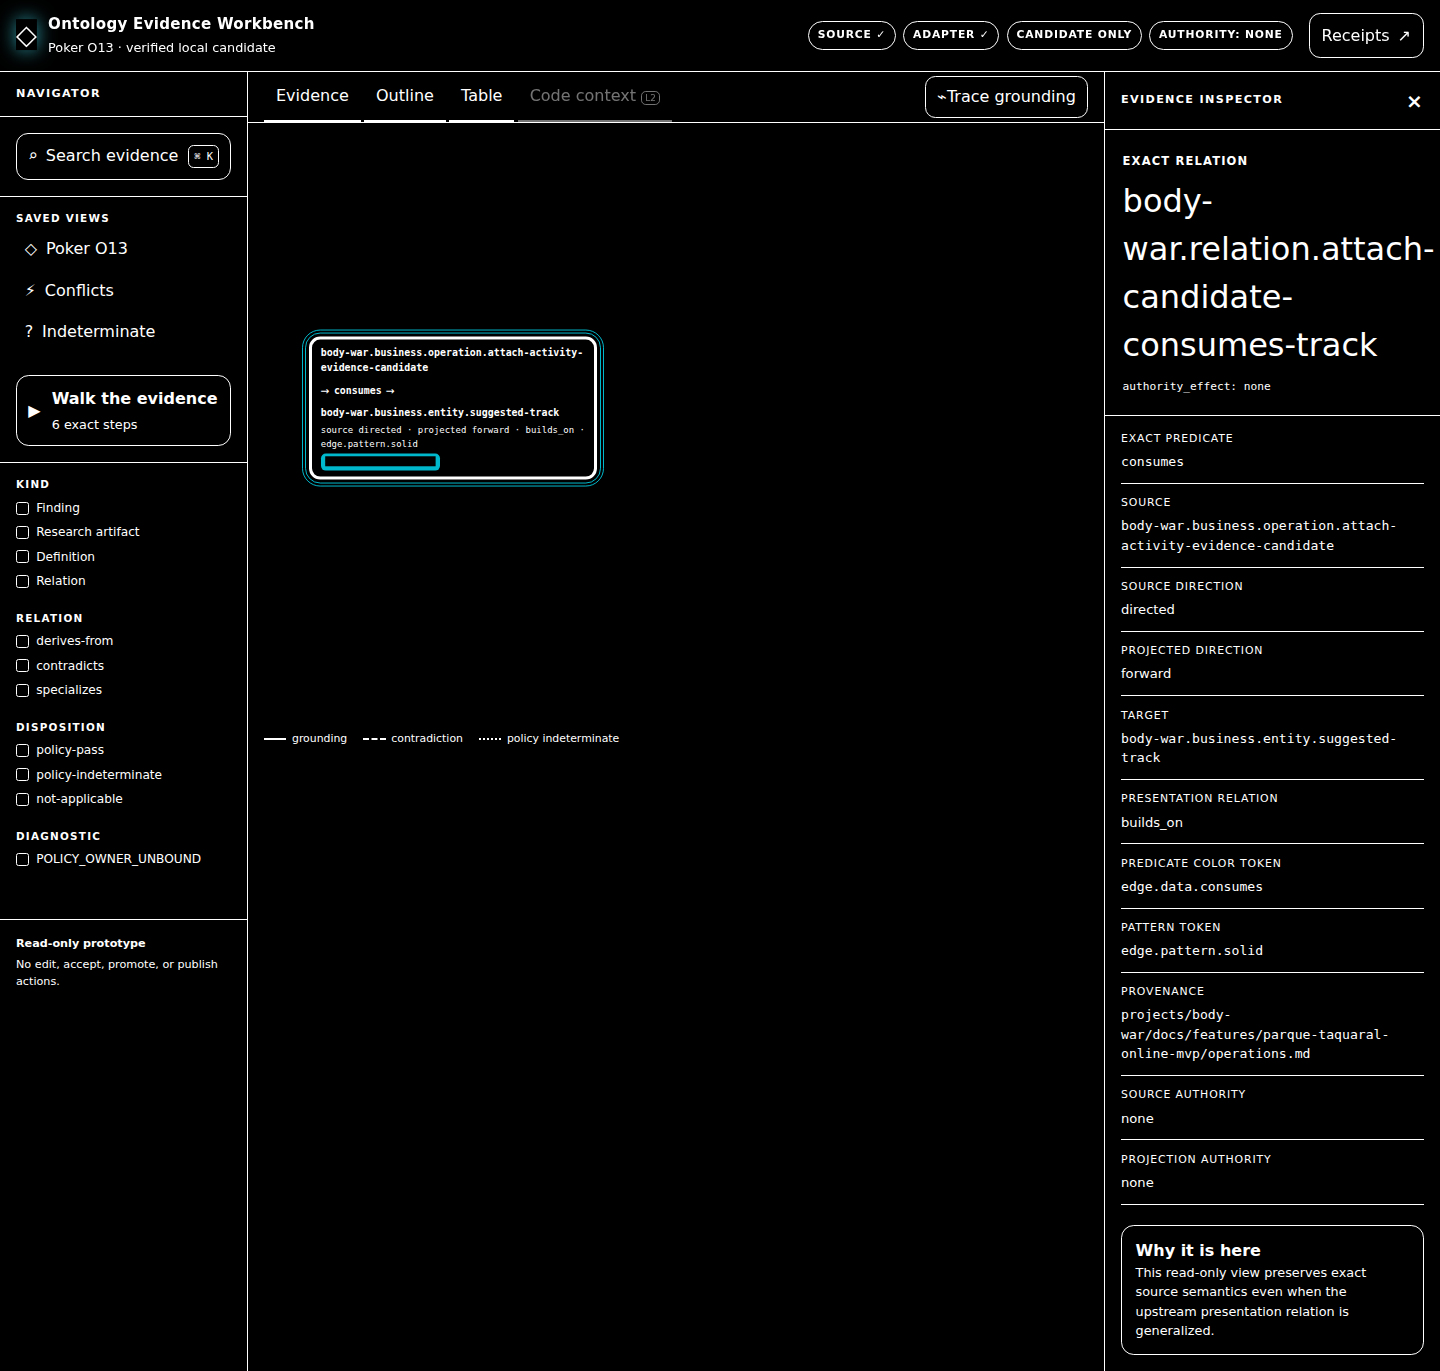 Ontology Evidence Workbench
Poker O13 · verified local candidate
SOURCE ✓
ADAPTER ✓
CANDIDATE ONLY
AUTHORITY: NONE
Receipts ↗
NAVIGATOR
Search evidence ⌘ K
SAVED VIEWS
◇ Poker O13
⚡ Conflicts
? Indeterminate
▶ Walk the evidence
6 exact steps
KIND
Finding
Research artifact
Definition
Relation
RELATION
derives-from
contradicts
specializes
DISPOSITION
policy-pass
policy-indeterminate
not-applicable
DIAGNOSTIC
POLICY_OWNER_UNBOUND
Read-only prototype
No edit, accept, promote, or publish
actions.
Evidence
Outline
Table
Code context L2
⌁Trace grounding
body-war.business.operation.attach-activity-
evidence-candidate
→ consumes →
body-war.business.entity.suggested-track
source directed · projected forward · builds_on ·
edge.pattern.solid
grounding
contradiction
policy indeterminate
EVIDENCE INSPECTOR
×
EXACT RELATION
body-
war.relation.attach-
candidate-
consumes-track
authority_effect: none
EXACT PREDICATE
consumes
SOURCE
body-war.business.operation.attach-
activity-evidence-candidate
SOURCE DIRECTION
directed
PROJECTED DIRECTION
forward
TARGET
body-war.business.entity.suggested-
track
PRESENTATION RELATION
builds_on
PREDICATE COLOR TOKEN
edge.data.consumes
PATTERN TOKEN
edge.pattern.solid
PROVENANCE
projects/body-
war/docs/features/parque-taquaral-
online-mvp/operations.md
SOURCE AUTHORITY
none
PROJECTION AUTHORITY
none
Why it is here
This read-only view preserves exact
source semantics even when the
upstream presentation relation is
generalized.